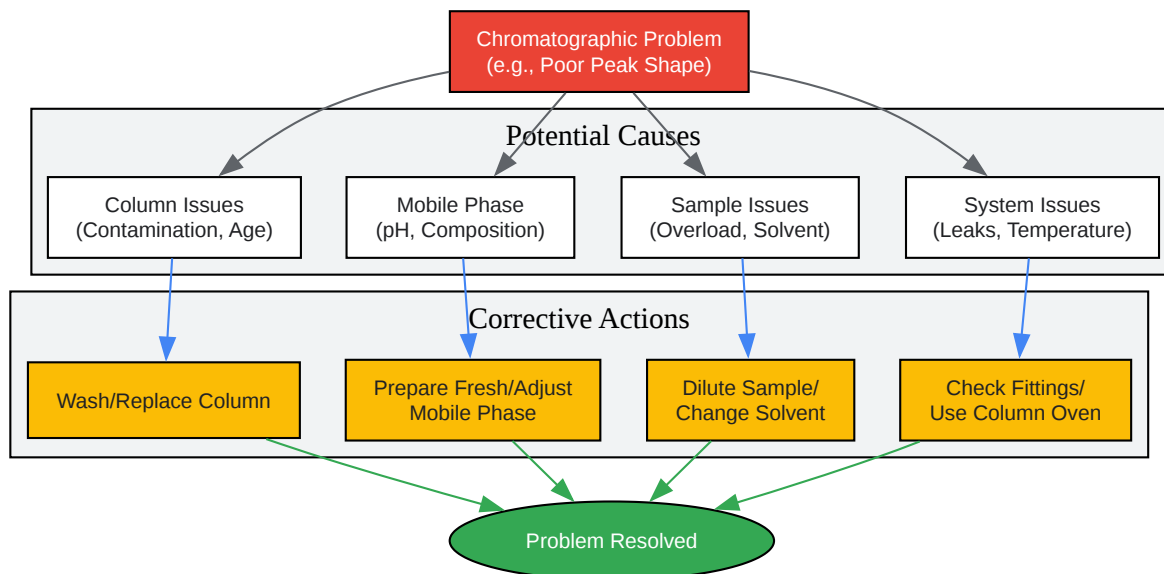 Chromatographic Problem
(e.g., Poor Peak Shape)
Potential Causes
Column Issues
(Contamination, Age)
Mobile Phase
(pH, Composition)
Sample Issues
(Overload, Solvent)
System Issues
(Leaks, Temperature)
Corrective Actions
Wash/Replace Column
Prepare Fresh/Adjust
Mobile Phase
Dilute Sample/
Change Solvent
Check Fittings/
Use Column Oven
Problem Resolved